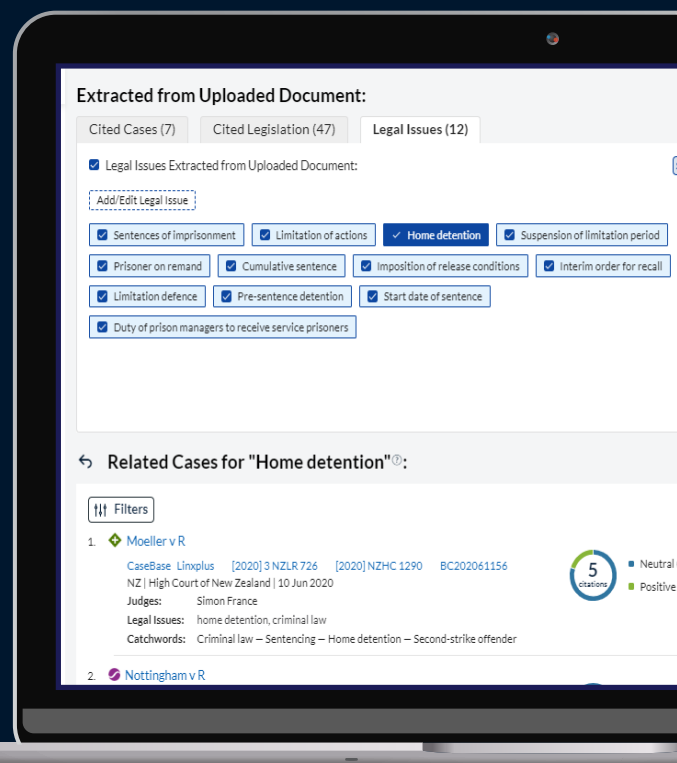 Extracted from Uploaded Document:
Cited Cases (7) Cited Legislation (47) Legal Issues (12)
Legal Issues Extracted from Uploaded Document:
Add/Edit Legal Issue
Sentences of imprisonment Limitation of actions Home detention Suspension of limitation period
Prisoner on remand Cumulative sentence Imposition of release conditions Interim order for recall
Limitation defence Pre-sentence detention Start date of sentence
Duty of prison managers to receive service prisoners
Related Cases for "Home detention"?:
Filters
1. Moeller v R
CaseBase Linxplus [2020] 3 NZLR 726 [2020] NZHC 1290 BC202061156
NZ | High Court of New Zealand | 10 Jun 2020
Judges: Simon France
Legal Issues: home detention, criminal law
Catchwords: Criminal law — Sentencing — Home detention — Second-strike offender
5
citations
Neutral
Positive
2. Nottingham v R